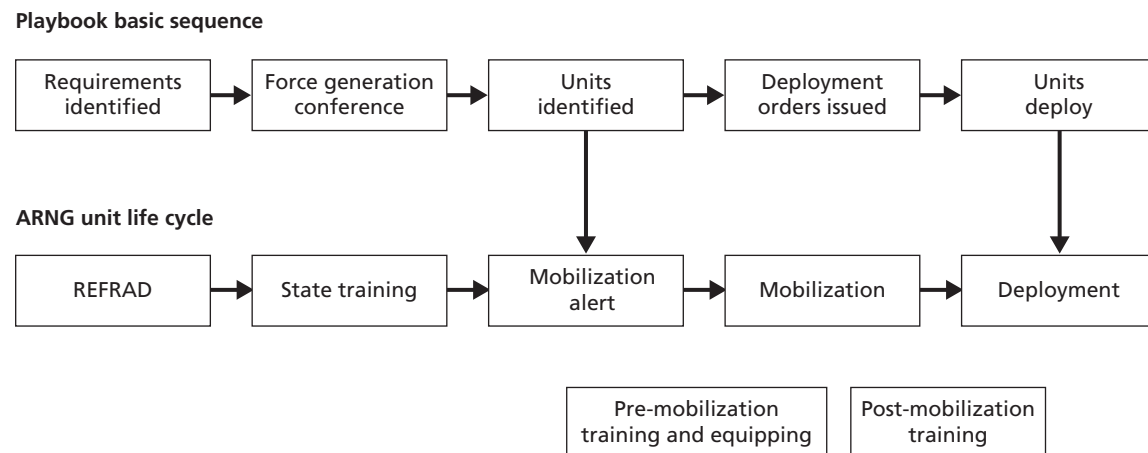 Playbook basic sequence
Requirements
identified
Force generation
conference
Units
identified
Deployment
orders issued
Units
deploy
ARNG unit life cycle
REFRAD
State training
Mobilization
alert
Mobilization
Deployment
Pre-mobilization
training and equipping
Post-mobilization
training